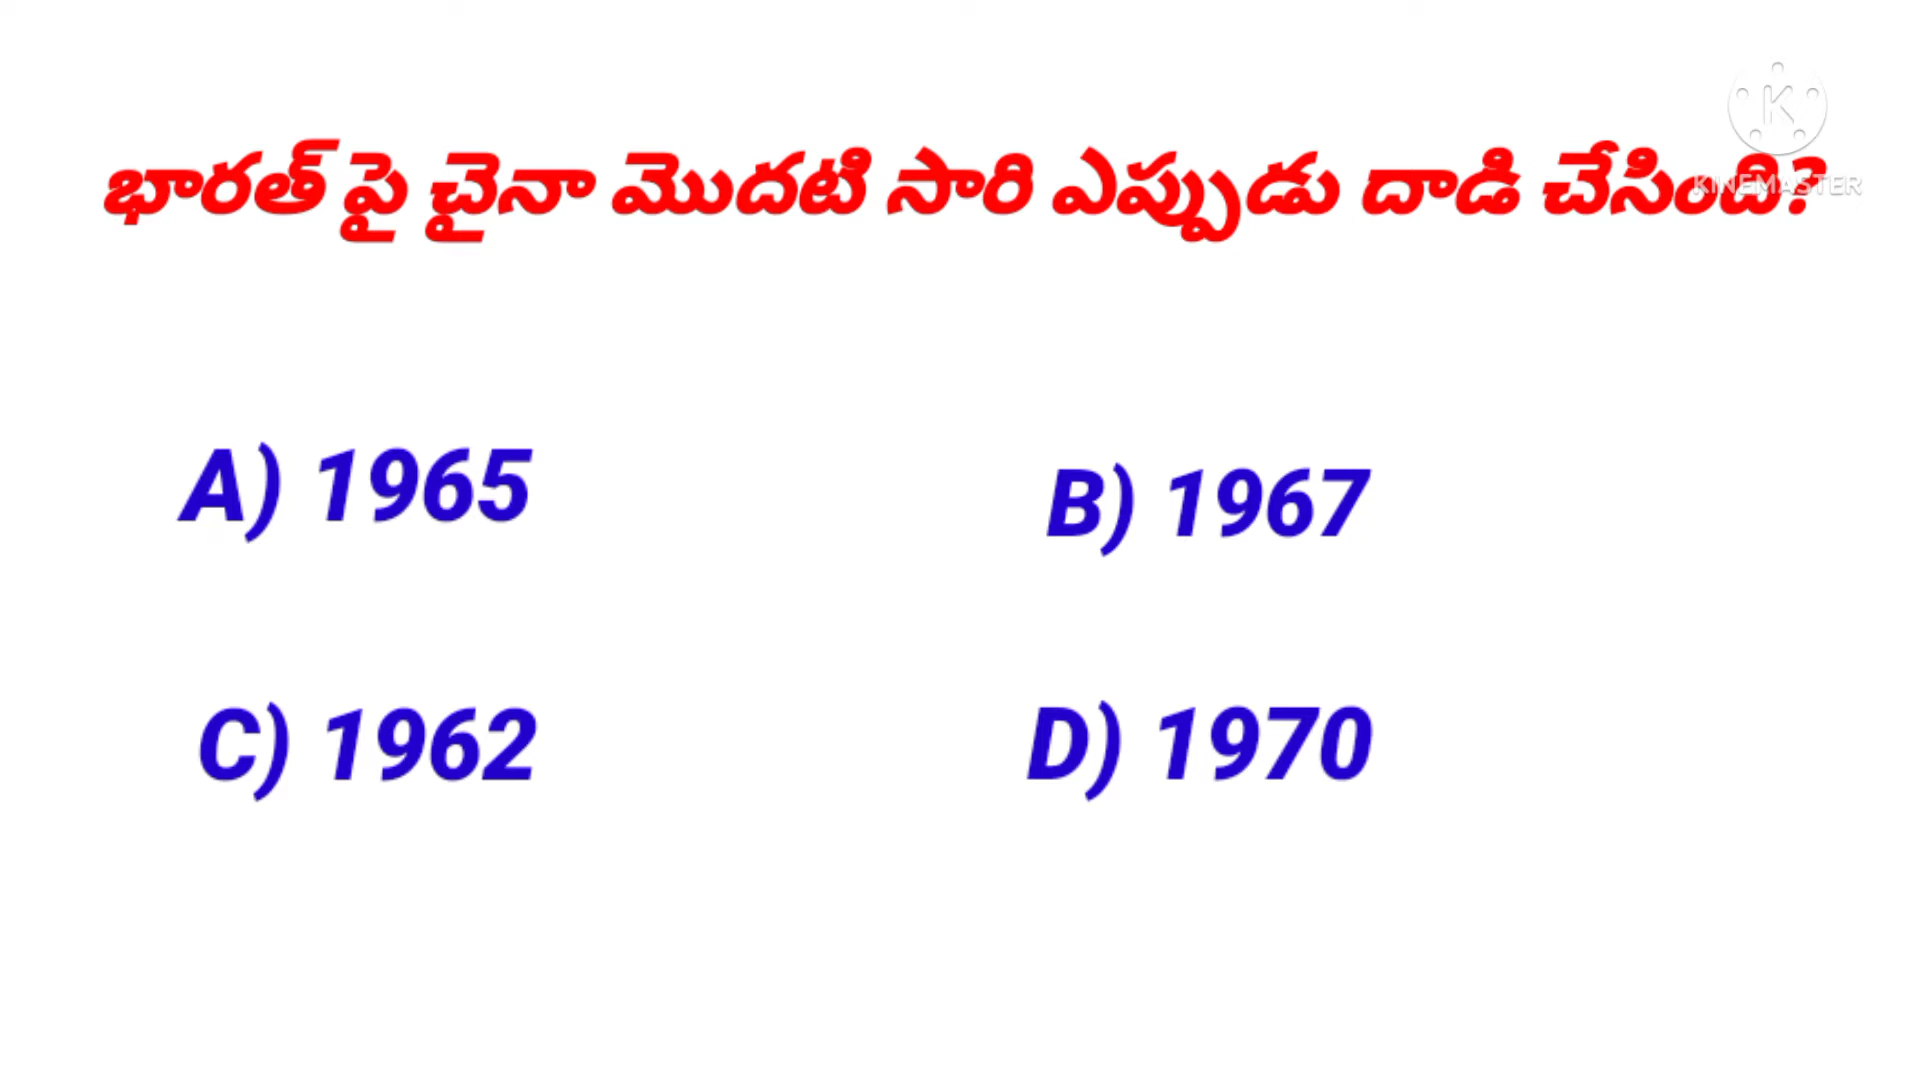 భారత్ పై చైనా మొదటి సారి ఎప్పుడు దాడి చేసింది?
KINEMASTER
A) 1965
B) 1967
C) 1962
D) 1970